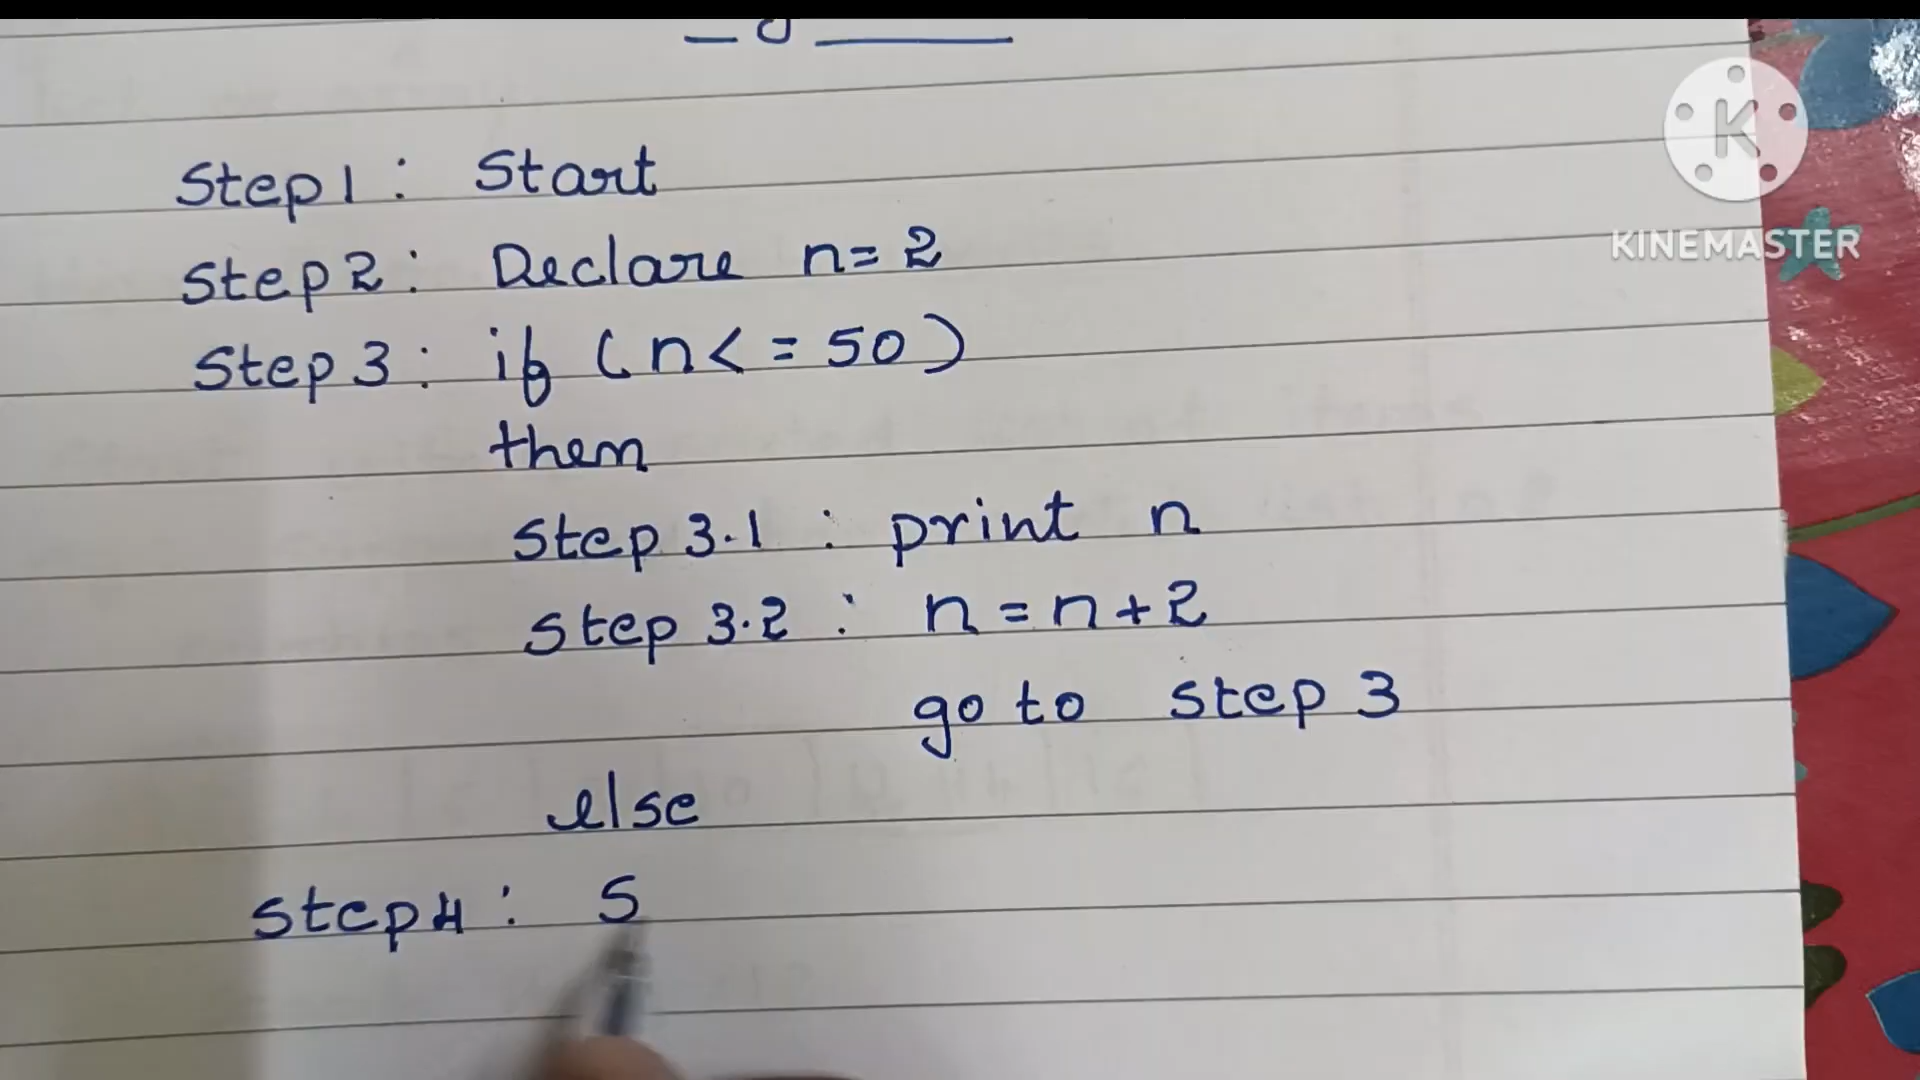 Step 1 : Start
Step 2 : Declare n = 2
Step 3 : if ( n < = 50 )
then
Step 3.1 : print n
Step 3.2 : n = n + 2
go to step 3
else
Step 4 : S
K
KINEMASTER